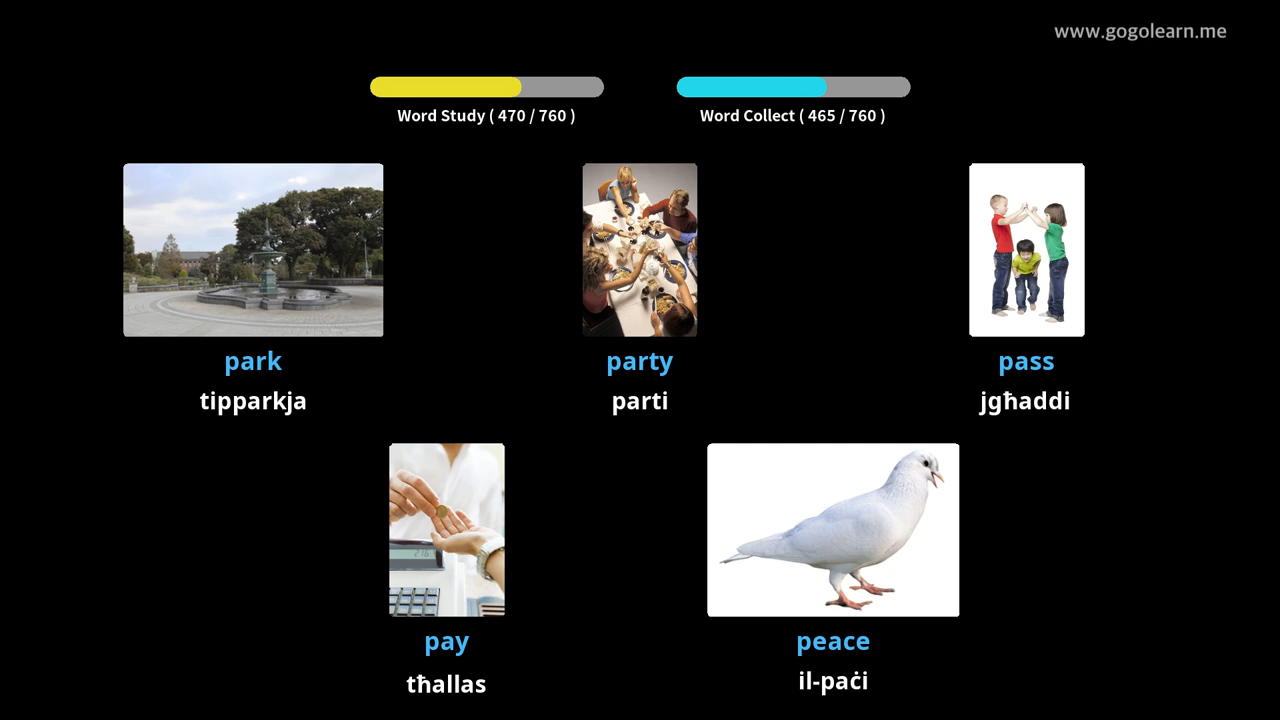 www.gogolearn.me
Word Study ( 470 / 760 )
Word Collect ( 465 / 760 )
park
tipparkja
party
parti
pass
jgħaddi
pay
tħallas
peace
il-paċi